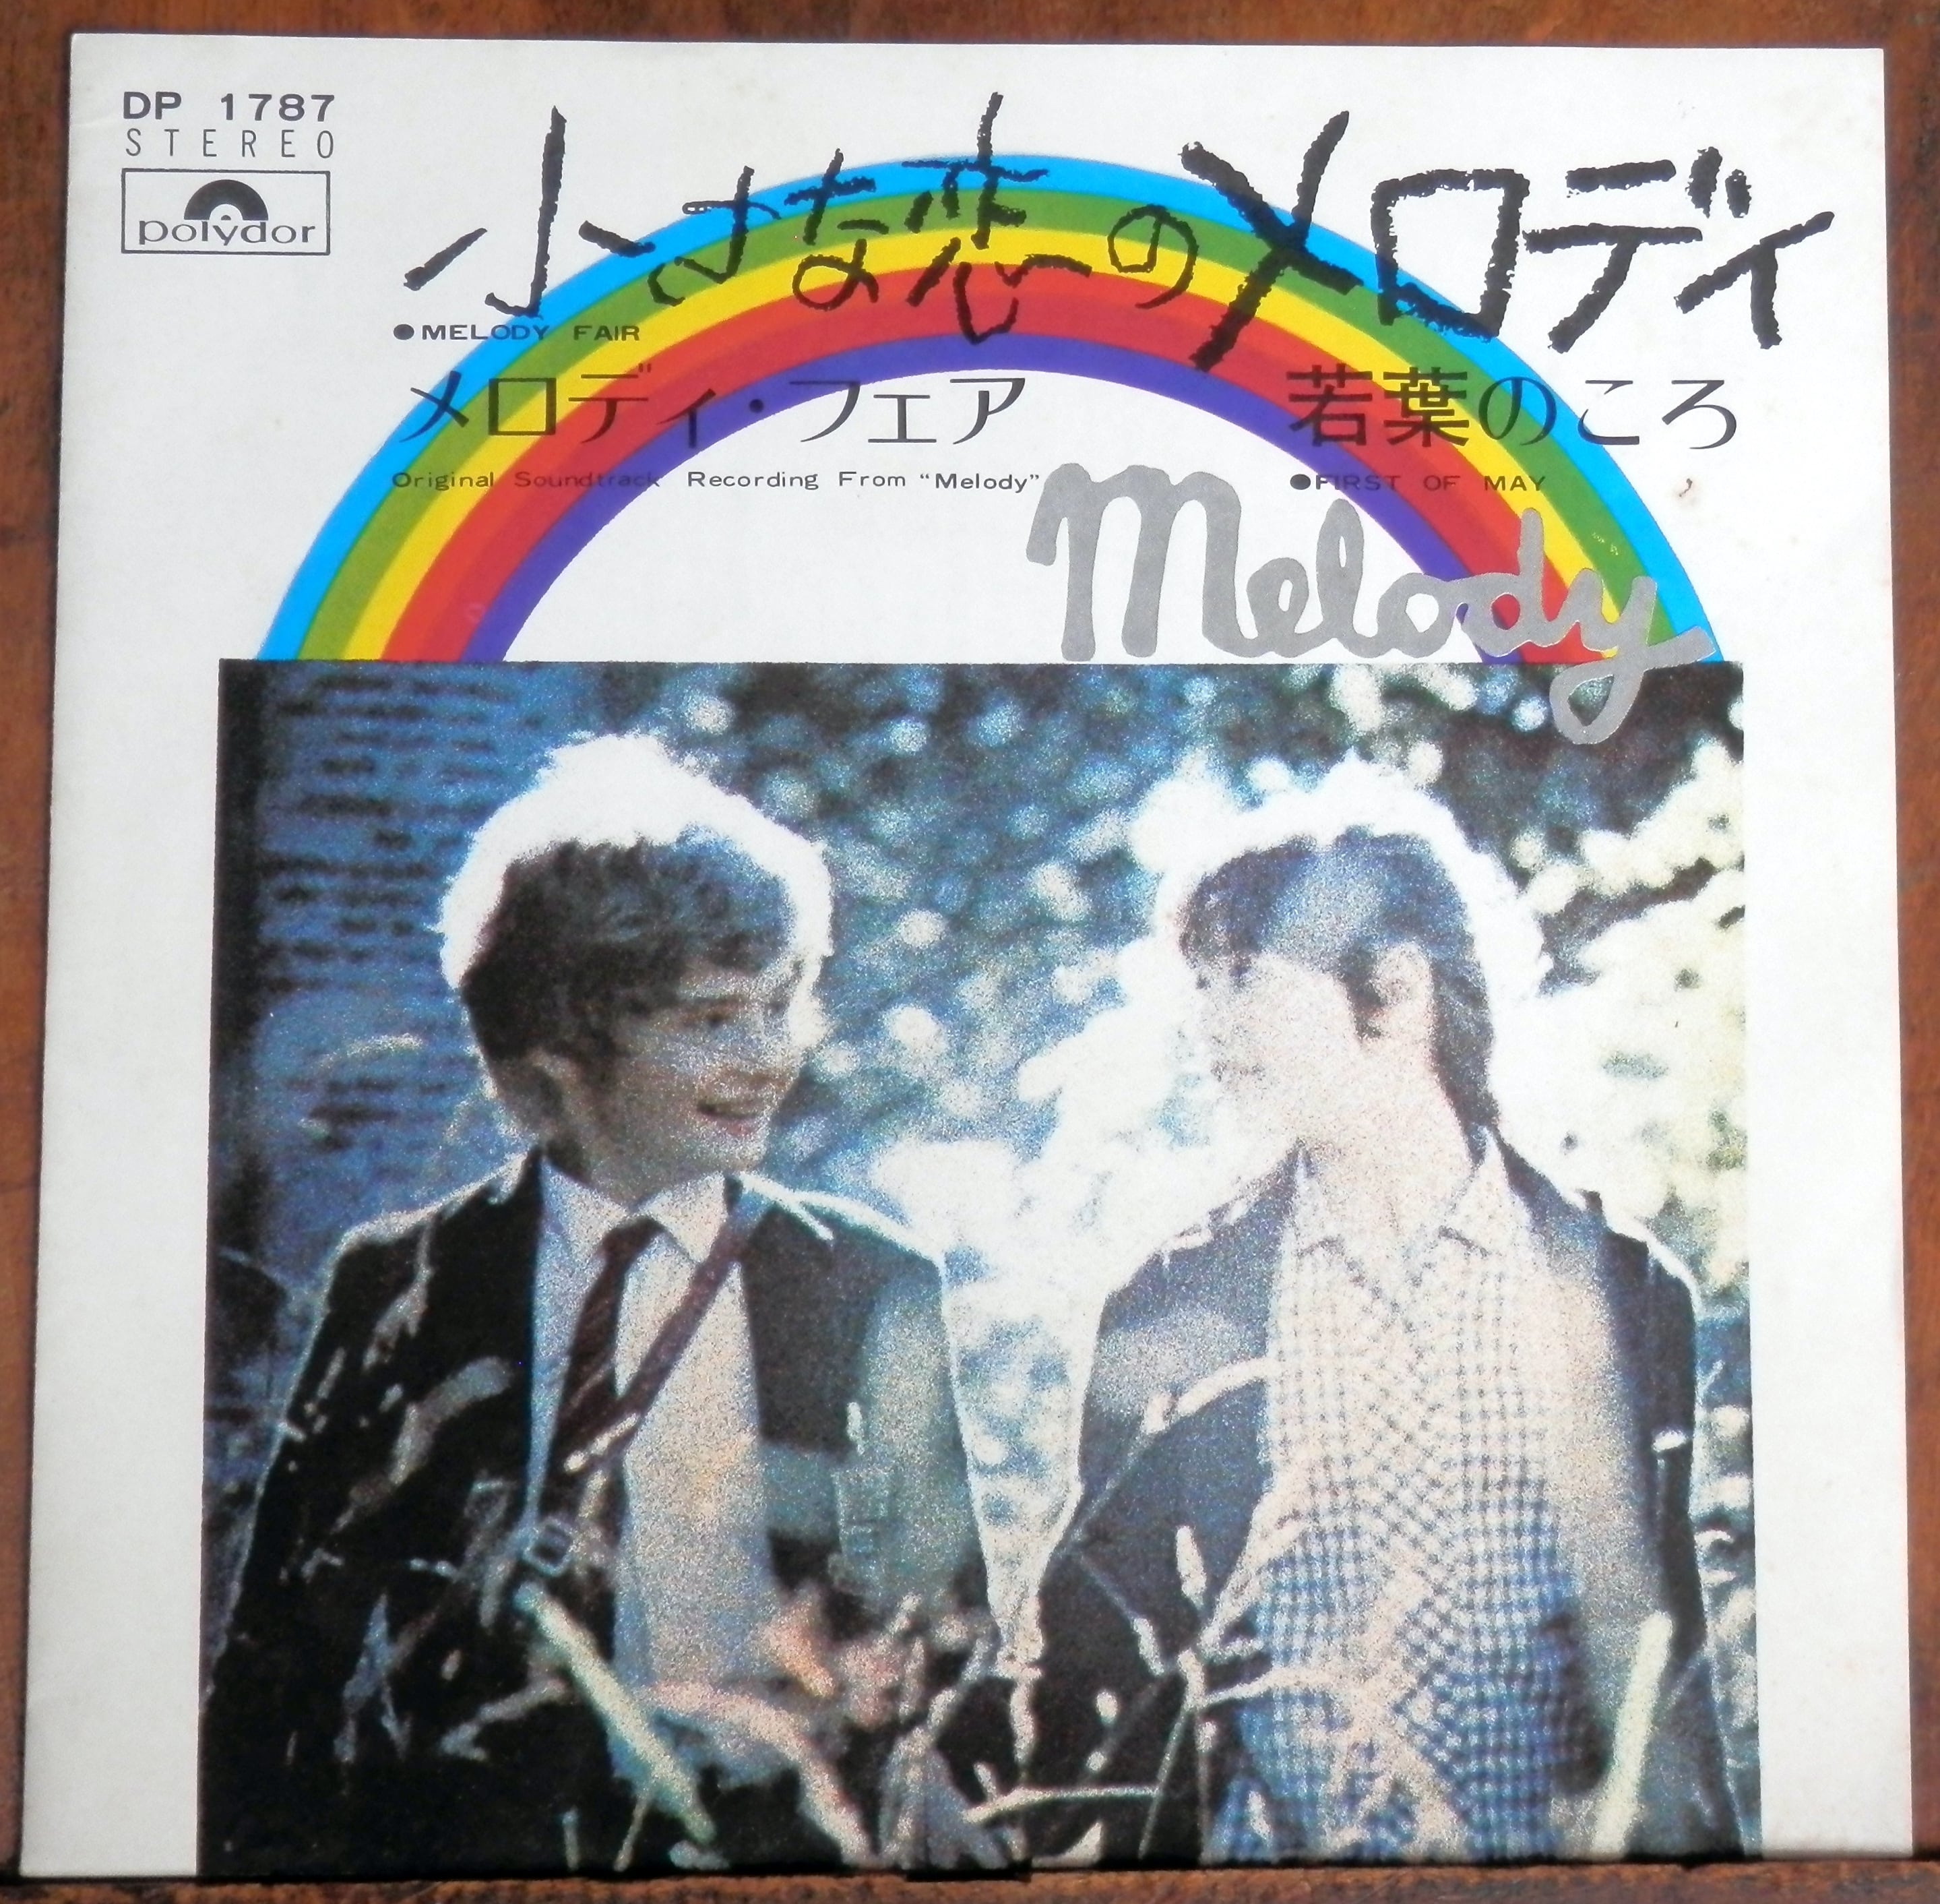 DP 1787
STEREO
polydor
小さな恋のメロディ
●MELODY FAIR
メロディ・フェア
Original Soundtrack Recording From “Melody”
若葉のころ
●FIRST OF MAY
Melody